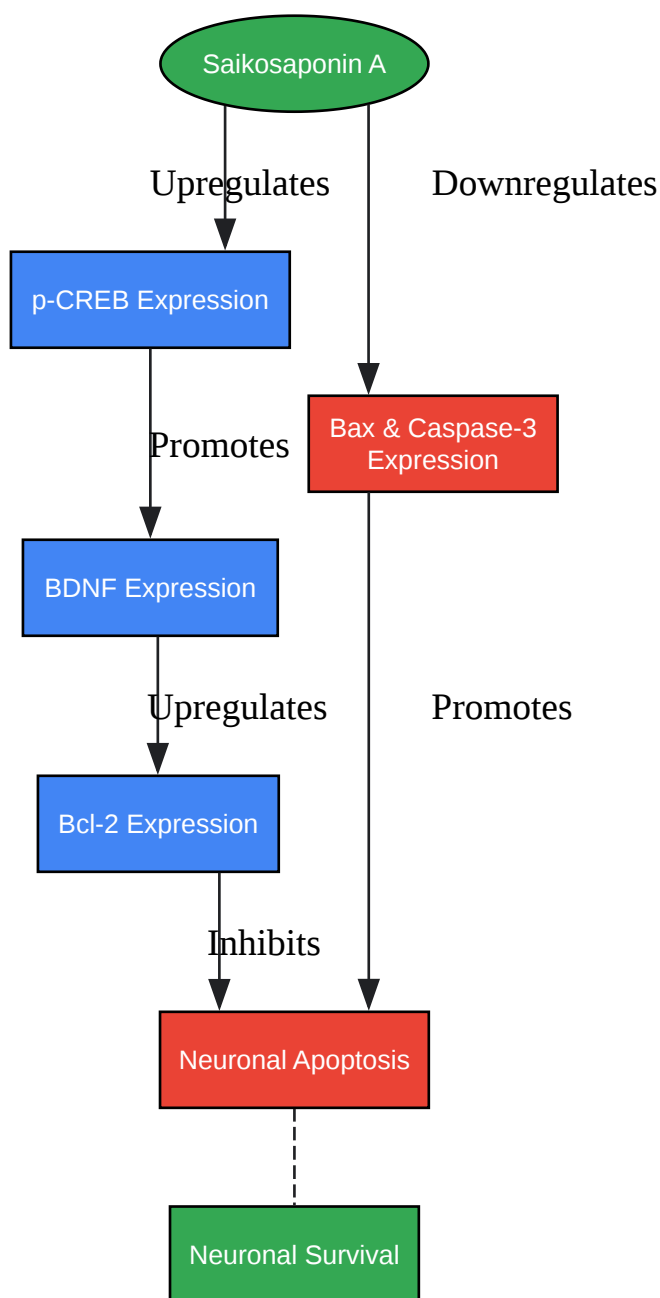 Saikosaponin A
Upregulates
Downregulates
p-CREB Expression
Promotes
Bax & Caspase-3
Expression
BDNF Expression
Upregulates
Promotes
Bcl-2 Expression
Inhibits
Neuronal Apoptosis
Neuronal Survival